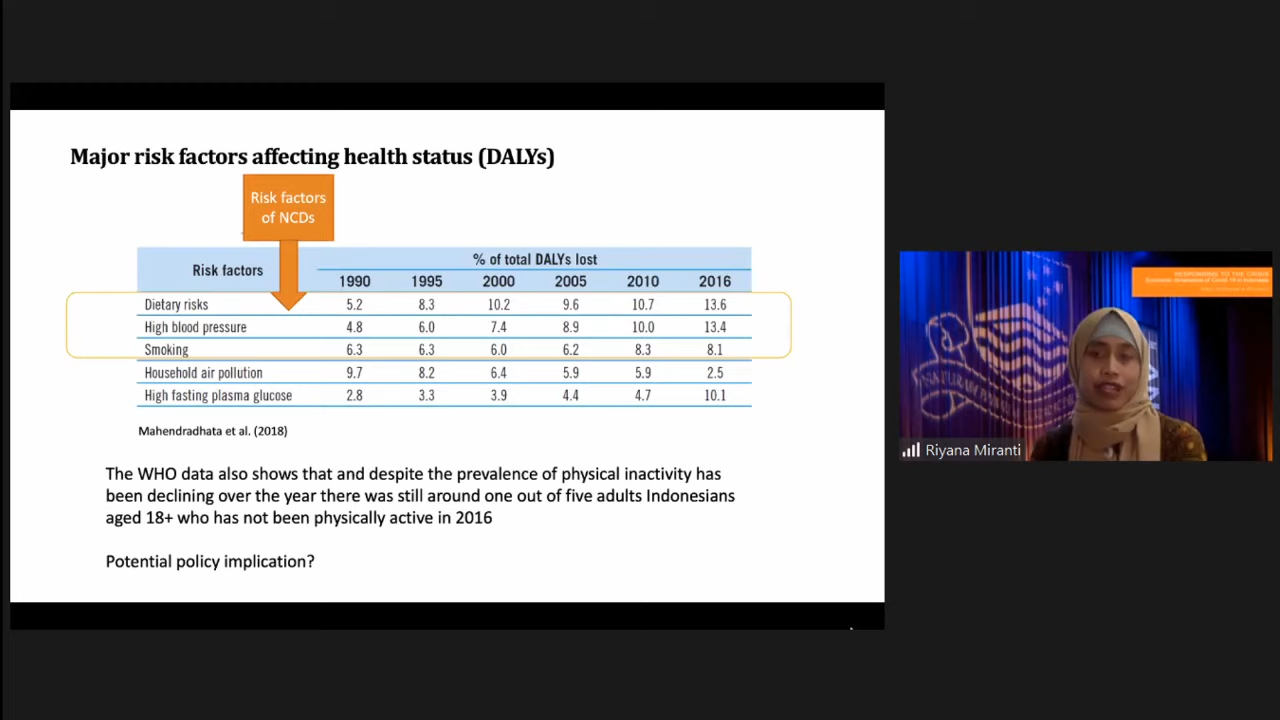 Major risk factors affecting health status (DALYs)
Risk factors
of NCDs
Risk factors
% of total DALYs lost
1990 1995 2000 2005 2010 2016
Dietary risks 5.2 8.3 10.2 9.6 10.7 13.6
High blood pressure 4.8 6.0 7.4 8.9 10.0 13.4
Smoking 6.3 6.3 6.0 6.2 8.3 8.1
Household air pollution 9.7 8.2 6.4 5.9 5.9 2.5
High fasting plasma glucose 2.8 3.3 3.9 4.4 4.7 10.1
Mahendradhata et al. (2018)
The WHO data also shows that and despite the prevalence of physical inactivity has
been declining over the year there was still around one out of five adults Indonesians
aged 18+ who has not been physically active in 2016
Potential policy implication?
RESPONDING TO THE CRISIS
Riyana Miranti